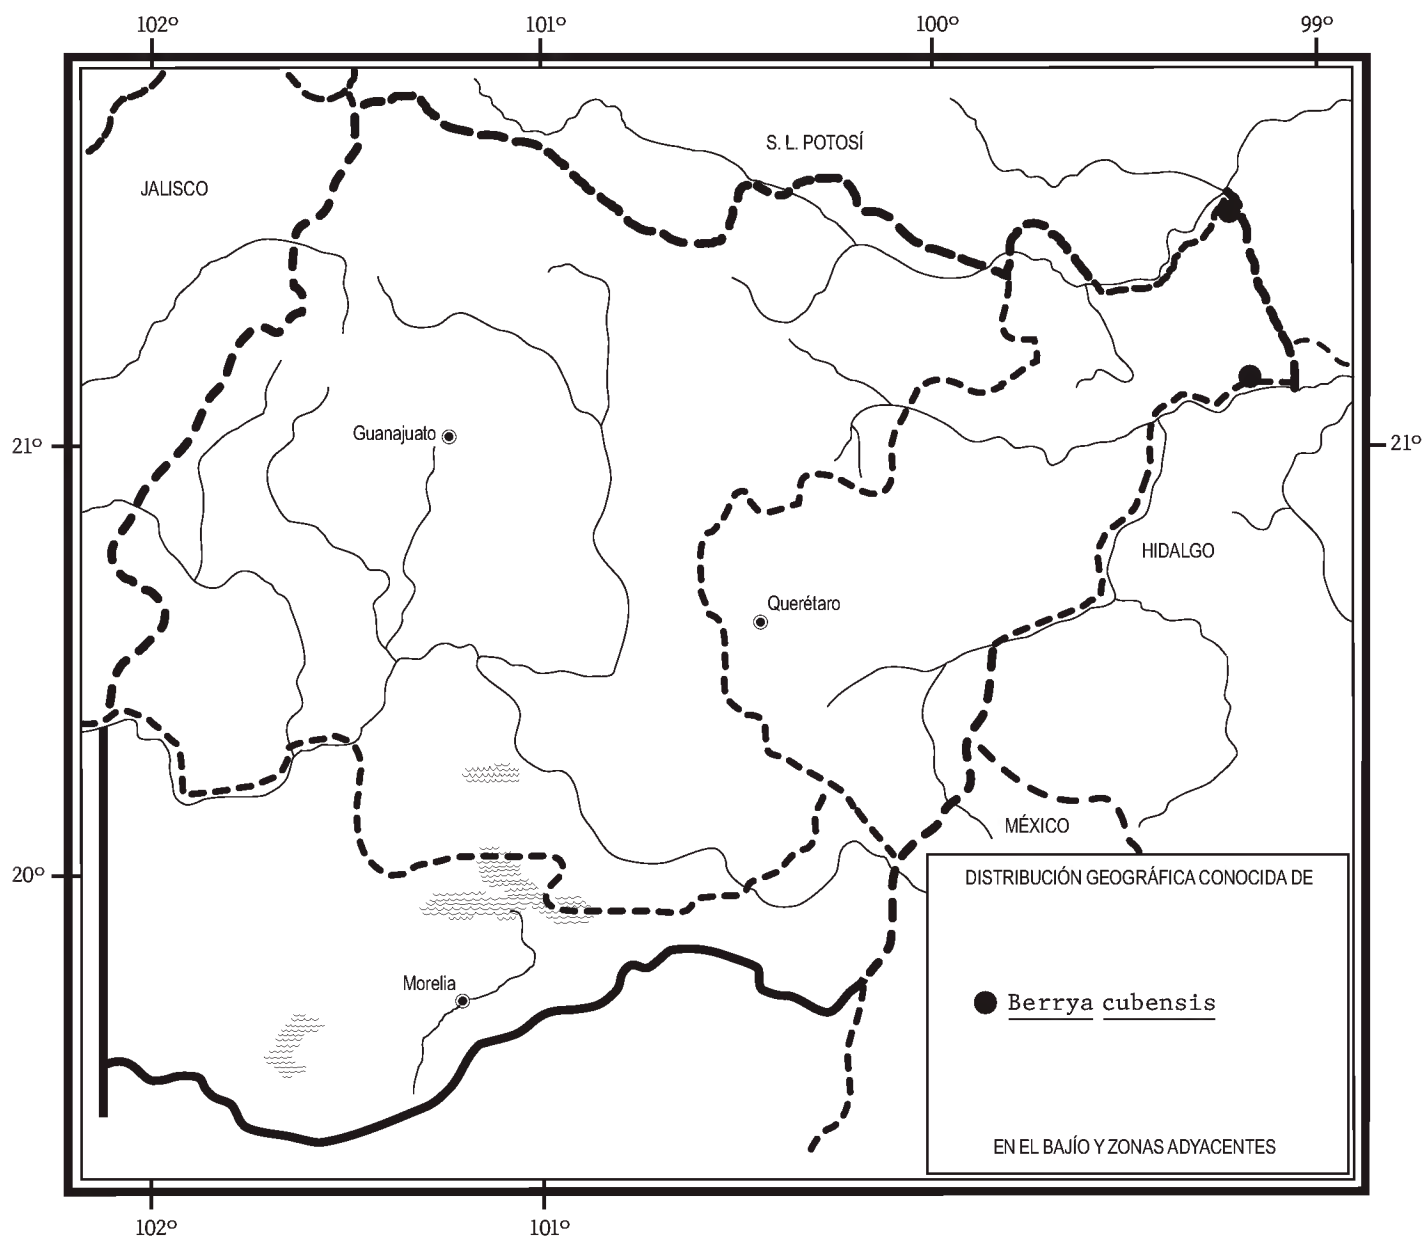 102º 101º 100º 99º
S. L. POTOSÍ
JALISCO
Guanajuato
21º 21º
HIDALGO
Querétaro
MÉXICO
20º
DISTRIBUCIÓN GEOGRÁFICA CONOCIDA DE
Morelia
Berrya cubensis
EN EL BAJÍO Y ZONAS ADYACENTES
102º 101º